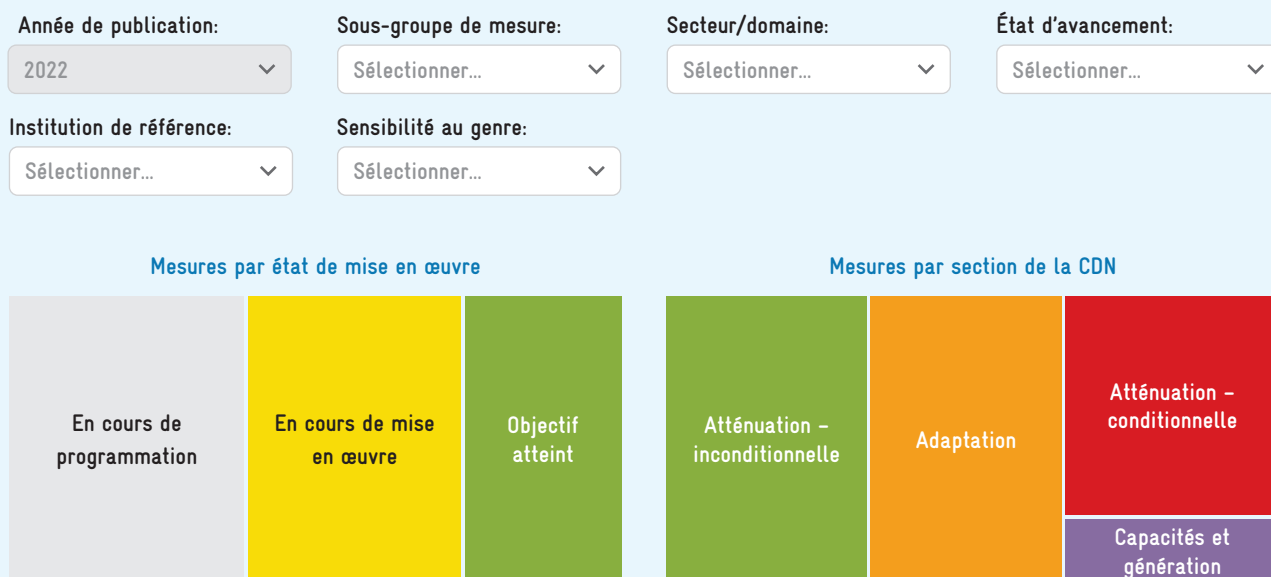 Année de publication:
Sous-groupe de mesure:
Secteur/domaine:
État d’avancement:
2022
Sélectionner...
Sélectionner...
Sélectionner...
Institution de référence:
Sensibilité au genre:
Sélectionner...
Sélectionner...
Mesures par état de mise en œuvre
En cours de
programmation
En cours de mise
en œuvre
Objectif
atteint
Mesures par section de la CDN
Atténuation –
inconditionnelle
Adaptation
Atténuation –
conditionnelle
Capacités et
génération